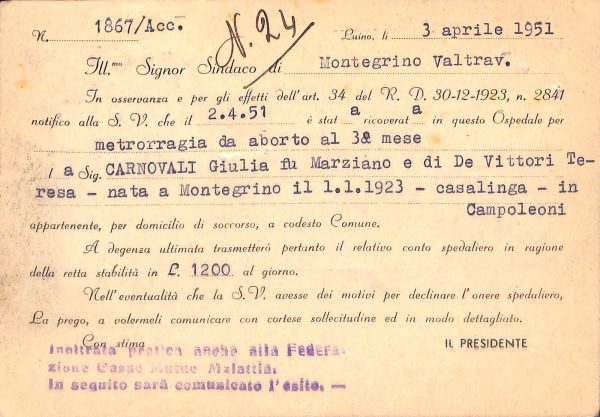 N. 1867/Acc. N. 24 Luino, li 3 aprile 1951
Ill.mo Signor Sindaco di Montegrino Valtrav.
In osservanza e per gli effetti dell'art. 34 del R. D. 30-12-1923, n. 2841
notifico alla S. V. che il 2.4.51 è stat a ricoverat a in questo Ospedale per
metrorragia da aborto al 3° mese
l a Sig. CARNOVALI Giulia fu Marziano e di De Vittori Te-
resa - nata a Montegrino il 1.1.1923 - casalinga - in
Campoleoni
appartenente, per domicilio di soccorso, a codesto Comune.
A degenza ultimata trasmetterò pertanto il relativo conto spedaliero in ragione
della retta stabilità in L. 1200 al giorno.
Nell'eventualità che la S. V. avesse dei motivi per declinare l'onere spedaliero,
La prego, a volermeli comunicare con cortese sollecitudine ed in modo dettagliato.
Con stima IL PRESIDENTE
Inoltrata pratica anche alla Federa-
zione Casse Mutue Malattia.
In seguito sarà comunicato l'esito. -